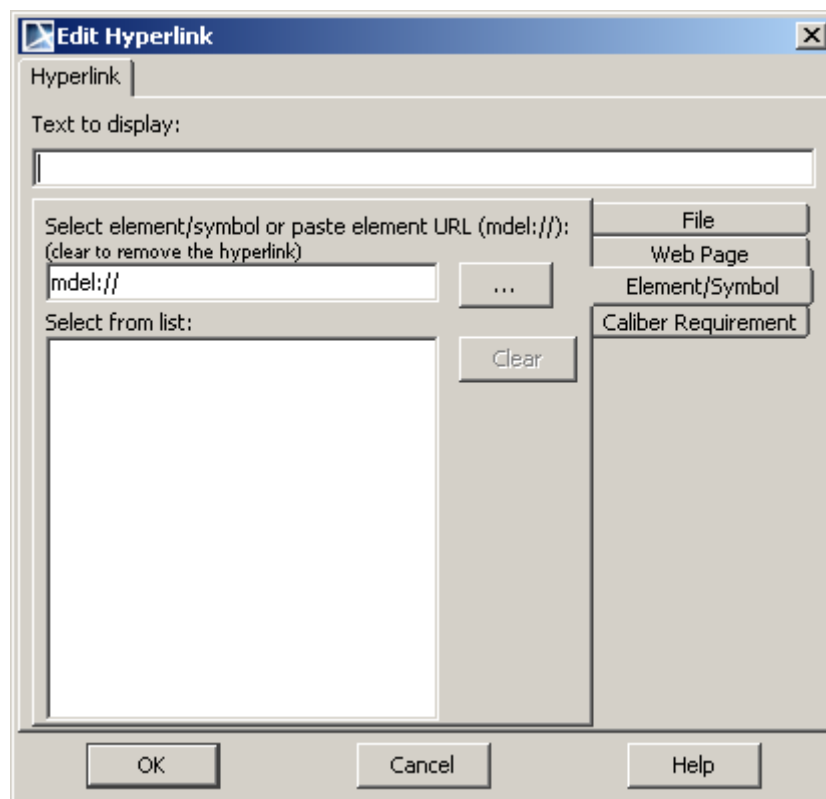 Edit Hyperlink
Hyperlink
Text to display:
Select element/symbol or paste element URL (mdel://):
(clear to remove the hyperlink)
mdel://
...
Select from list:
Clear
File
Web Page
Element/Symbol
Caliber Requirement
OK
Cancel
Help